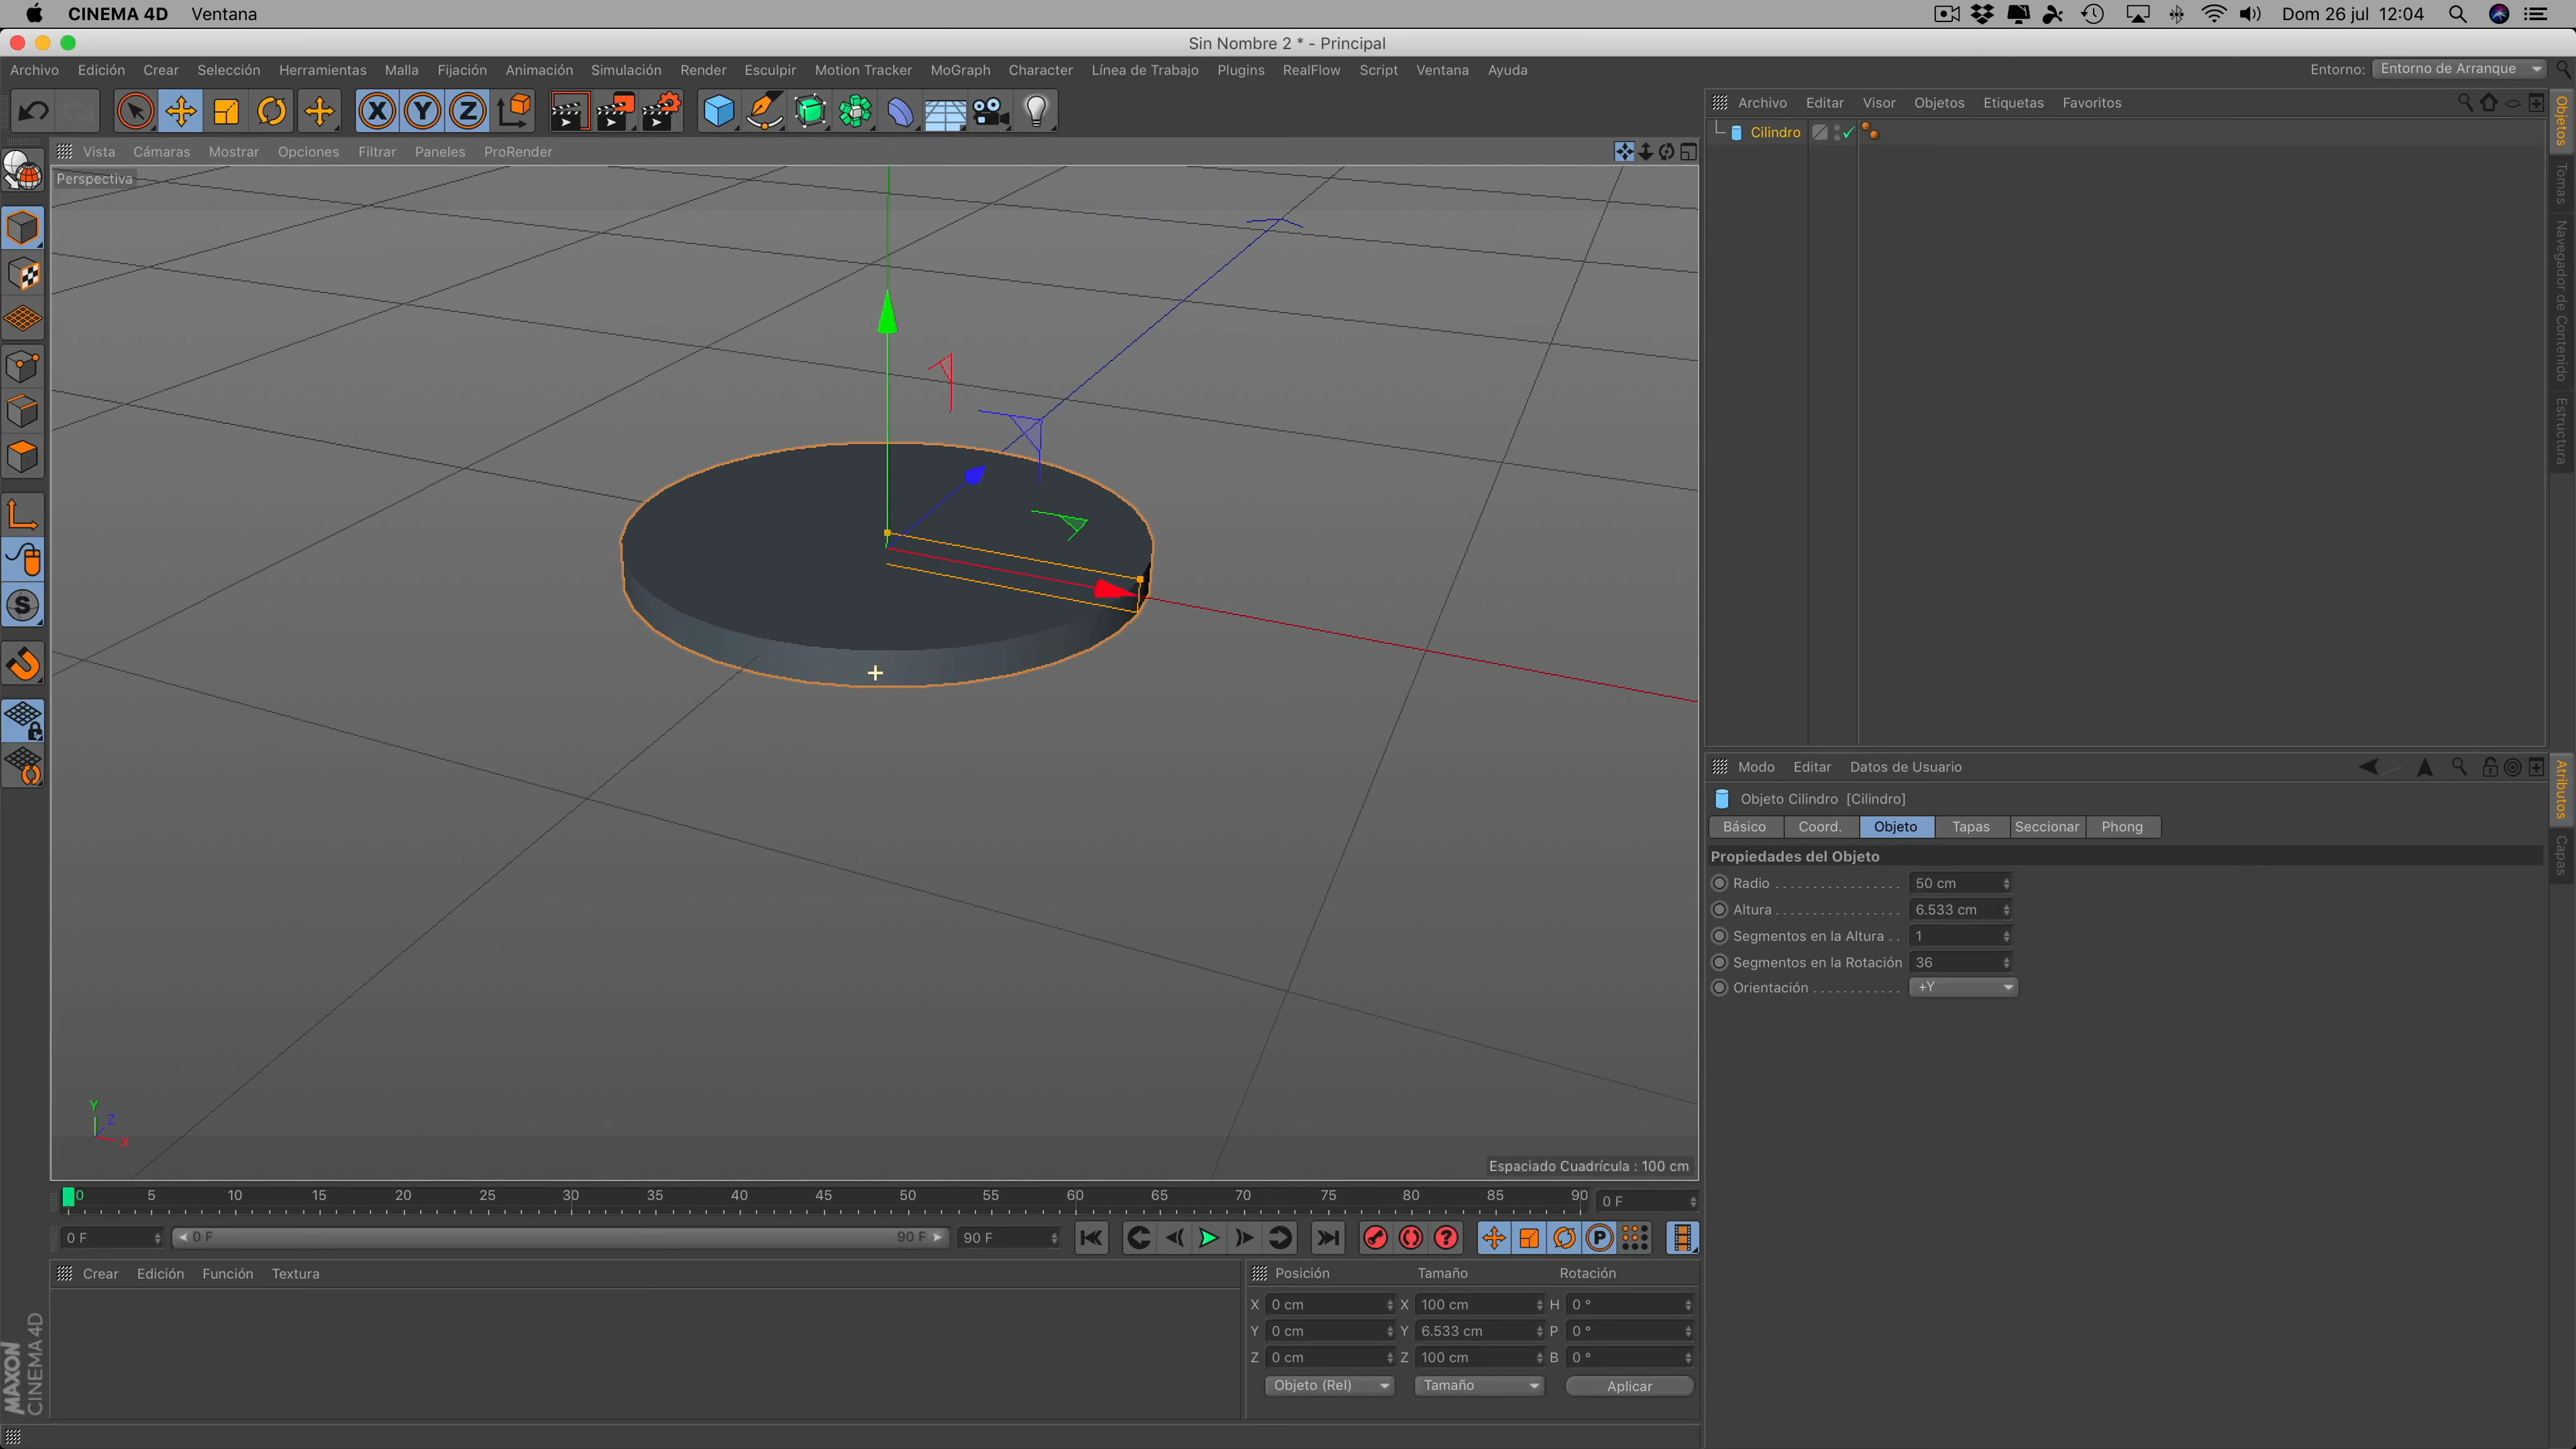 CINEMA 4D Ventana Dom 26 jul 12:04
Sin Nombre 2 * - Principal
Archivo Edición Crear Selección Herramientas Malla Fijación Animación Simulación Render Esculpir Motion Tracker MoGraph Character Línea de Trabajo Plugins RealFlow Script Ventana Ayuda Entorno: Entorno de Arranque
X Y Z
Archivo Editar Visor Objetos Etiquetas Favoritos
Cilindro
Objetos
Tomas
Navegador de Contenido
Estructura
Vista Cámaras Mostrar Opciones Filtrar Paneles ProRender
Perspectiva
S
Y
Z
X
Espaciado Cuadrícula : 100 cm
Modo Editar Datos de Usuario
Objeto Cilindro [Cilindro]
Básico Coord. Objeto Tapas Seccionar Phong
Propiedades del Objeto
Radio . . . . . . . . . . . . . . . . . 50 cm
Altura . . . . . . . . . . . . . . . . . 6.533 cm
Segmentos en la Altura . . 1
Segmentos en la Rotación 36
Orientación . . . . . . . . . . . . +Y
Atributos
Capas
0 5 10 15 20 25 30 35 40 45 50 55 60 65 70 75 80 85 90 0 F
0 F 0 F 90 F 90 F ? P
Crear Edición Función Textura
Posición Tamaño Rotación
X 0 cm X 100 cm H 0 °
Y 0 cm Y 6.533 cm P 0 °
Z 0 cm Z 100 cm B 0 °
Objeto (Rel) Tamaño Aplicar
MAXON
CINEMA 4D